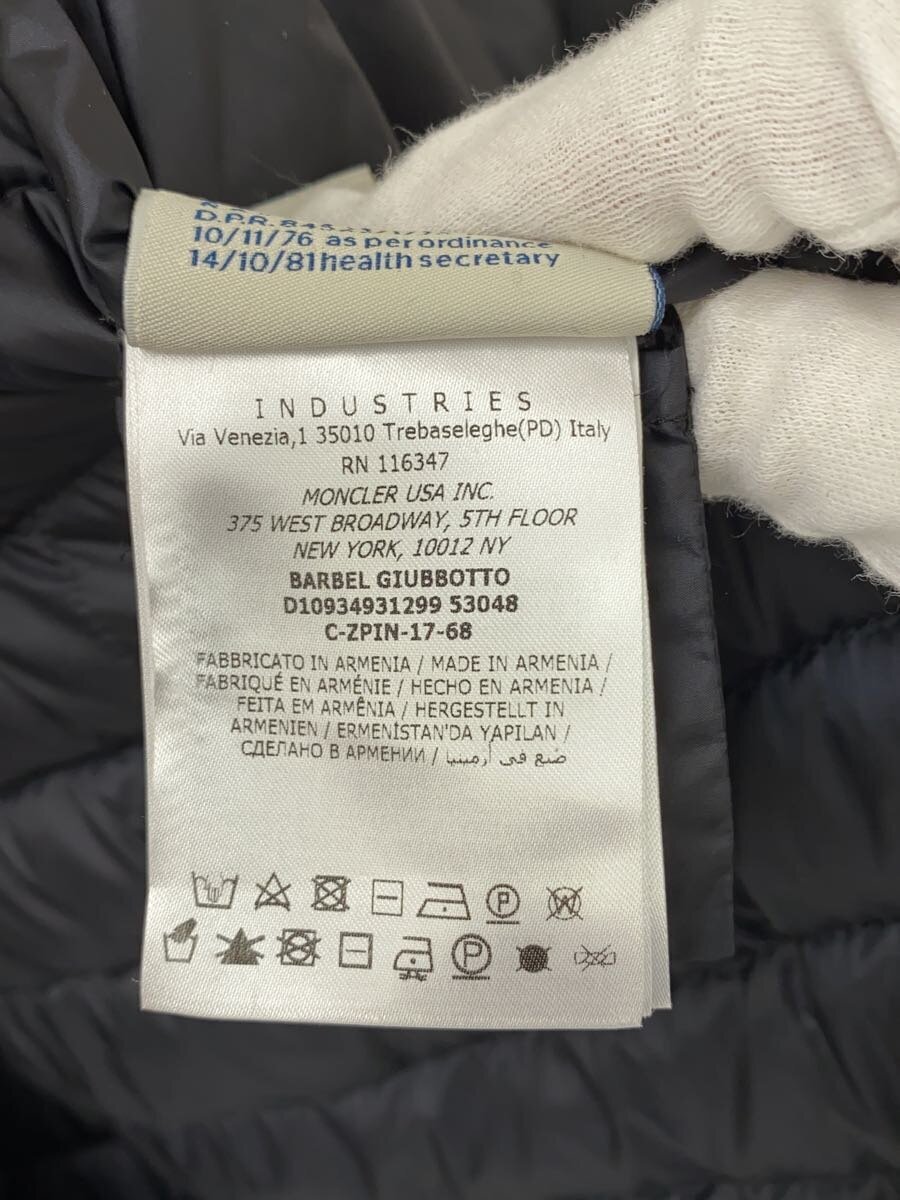 D.P.R.
10/11/76 as per ordinance
14/10/81 health secretary
INDUSTRIES
Via Venezia,1 35010 Trebaseleghe(PD) Italy
RN 116347
MONCLER USA INC.
375 WEST BROADWAY, 5TH FLOOR
NEW YORK, 10012 NY
BARBEL GIUBBOTTO
D10934931299 53048
C-ZPIN-17-68
FABBRICATO IN ARMENIA / MADE IN ARMENIA /
FABRIQUÉ EN ARMÉNIE / HECHO EN ARMENIA /
FEITA EM ARMÊNIA / HERGESTELLT IN
ARMENIEN / ERMENİSTAN'DA YAPILAN /
СДЕЛАНО В АРМЕНИИ / صنع في أرمينيا
P W
P